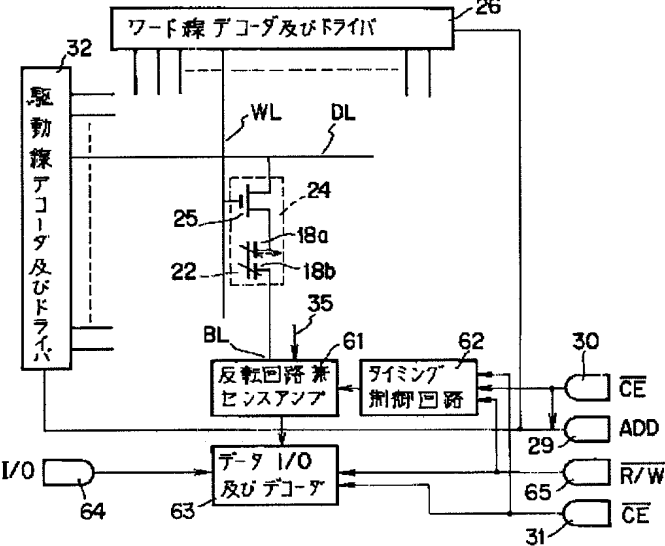 26
ワード線デコーダ及びドライバ
32
駆動線デコーダ及びドライバ
WL
DL
24
25
18a
22
18b
35
BL
61
62
30
反転回路兼
センスアンプ
タイミング
制御回路
C̅E̅
29
ADD
I/O
64
データ I/O
及びデコーダ
63
65
R̅/̅W̅
31
C̅E̅